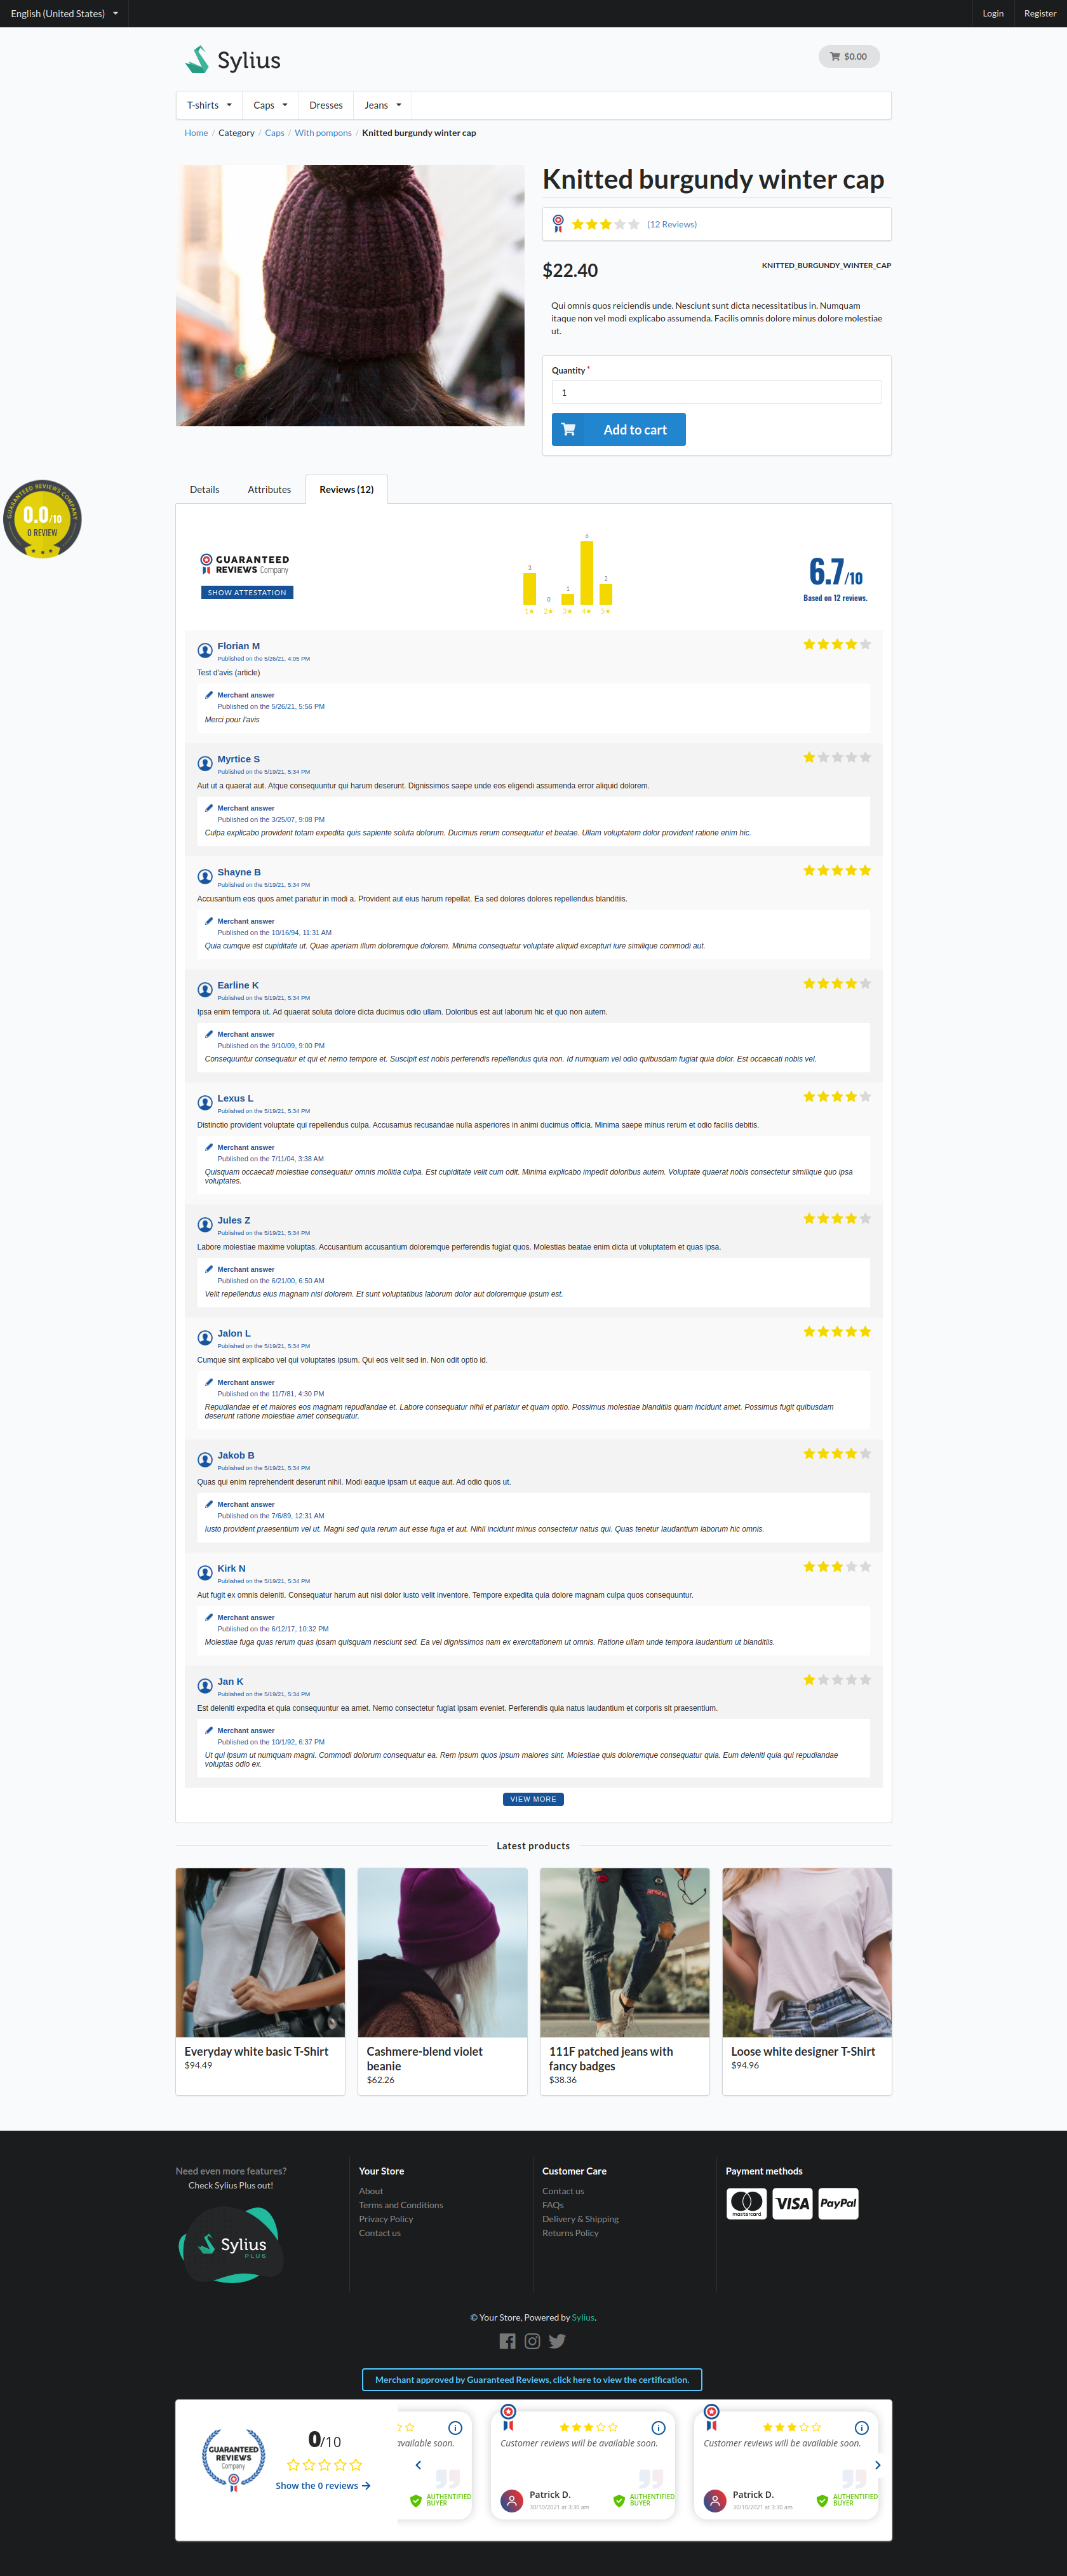 English (United States)
Login
Register
Sylius
$0.00
T-shirts
Caps
Dresses
Jeans
Home / Category / Caps / With pompons / Knitted burgundy winter cap
Knitted burgundy winter cap
(12 Reviews)
$22.40
KNITTED_BURGUNDY_WINTER_CAP
Qui omnis quos reiciendis unde. Nesciunt sunt dicta necessitatibus in. Numquam
itaque non vel modi explicabo assumenda. Facilis omnis dolore minus dolore molestiae
ut.
Quantity *
1
Add to cart
GUARANTEED REVIEWS COMPANY
0.0/10
0 REVIEW
Details
Attributes
Reviews (12)
GUARANTEED
REVIEWS Company
SHOW ATTESTATION
3
0
1
6
2
1★
2★
3★
4★
5★
6.7/10
Based on 12 reviews.
Florian M
Published on the 5/26/21, 4:05 PM
Test d'avis (article)
Merchant answer
Published on the 5/26/21, 5:56 PM
Merci pour l'avis
Myrtice S
Published on the 5/19/21, 5:34 PM
Aut ut a quaerat aut. Atque consequuntur qui harum deserunt. Dignissimos saepe unde eos eligendi assumenda error aliquid dolorem.
Merchant answer
Published on the 3/25/07, 9:08 PM
Culpa explicabo provident totam expedita quis sapiente soluta dolorum. Ducimus rerum consequatur et beatae. Ullam voluptatem dolor provident ratione enim hic.
Shayne B
Published on the 5/19/21, 5:34 PM
Accusantium eos quos amet pariatur in modi a. Provident aut eius harum repellat. Ea sed dolores dolores repellendus blanditiis.
Merchant answer
Published on the 10/16/94, 11:31 AM
Quia cumque est cupiditate ut. Quae aperiam illum doloremque dolorem. Minima consequatur voluptate aliquid excepturi iure similique commodi aut.
Earline K
Published on the 5/19/21, 5:34 PM
Ipsa enim tempora ut. Ad quaerat soluta dolore dicta ducimus odio ullam. Doloribus est aut laborum hic et quo non autem.
Merchant answer
Published on the 9/10/09, 9:00 PM
Consequuntur consequatur et qui et nemo tempore et. Suscipit est nobis perferendis repellendus quia non. Id numquam vel odio quibusdam fugiat quia dolor. Est occaecati nobis vel.
Lexus L
Published on the 5/19/21, 5:34 PM
Distinctio provident voluptate qui repellendus culpa. Accusamus recusandae nulla asperiores in animi ducimus officia. Minima saepe minus rerum et odio facilis debitis.
Merchant answer
Published on the 7/11/04, 3:38 AM
Quisquam occaecati molestiae consequatur omnis mollitia culpa. Est cupiditate velit cum odit. Minima explicabo impedit doloribus autem. Voluptate quaerat nobis consectetur similique quo ipsa
voluptates.
Jules Z
Published on the 5/19/21, 5:34 PM
Labore molestiae maxime voluptas. Accusantium accusantium doloremque perferendis fugiat quos. Molestias beatae enim dicta ut voluptatem et quas ipsa.
Merchant answer
Published on the 6/21/00, 6:50 AM
Velit repellendus eius magnam nisi dolorem. Et sunt voluptatibus laborum dolor aut doloremque ipsum est.
Jalon L
Published on the 5/19/21, 5:34 PM
Cumque sint explicabo vel qui voluptates ipsum. Qui eos velit sed in. Non odit optio id.
Merchant answer
Published on the 11/7/81, 4:30 PM
Repudiandae et et maiores eos magnam repudiandae et. Labore consequatur nihil et pariatur et quam optio. Possimus molestiae blanditiis quam incidunt amet. Possimus fugit quibusdam
deserunt ratione molestiae amet consequatur.
Jakob B
Published on the 5/19/21, 5:34 PM
Quas qui enim reprehenderit deserunt nihil. Modi eaque ipsam ut eaque aut. Ad odio quos ut.
Merchant answer
Published on the 7/6/89, 12:31 AM
Iusto provident praesentium vel ut. Magni sed quia rerum aut esse fuga et aut. Nihil incidunt minus consectetur natus qui. Quas tenetur laudantium laborum hic omnis.
Kirk N
Published on the 5/19/21, 5:34 PM
Aut fugit ex omnis deleniti. Consequatur harum aut nisi dolor iusto velit inventore. Tempore expedita quia dolore magnam culpa quos consequuntur.
Merchant answer
Published on the 6/12/17, 10:32 PM
Molestiae fuga quas rerum quas ipsam quisquam nesciunt sed. Ea vel dignissimos nam ex exercitationem ut omnis. Ratione ullam unde tempora laudantium ut blanditiis.
Jan K
Published on the 5/19/21, 5:34 PM
Est deleniti expedita et quia consequuntur ea amet. Nemo consectetur fugiat ipsam eveniet. Perferendis quia natus laudantium et corporis sit praesentium.
Merchant answer
Published on the 10/1/92, 6:37 PM
Ut qui ipsum ut numquam magni. Commodi dolorum consequatur ea. Rem ipsum quos ipsum maiores sint. Molestiae quis doloremque consequatur quia. Eum deleniti quia qui repudiandae
voluptas odio ex.
VIEW MORE
Latest products
Everyday white basic T-Shirt
$94.49
Cashmere-blend violet
beanie
$62.26
111F patched jeans with
fancy badges
$38.36
Loose white designer T-Shirt
$94.96
Need even more features?
Check Sylius Plus out!
Sylius
PLUS
Your Store
About
Terms and Conditions
Privacy Policy
Contact us
Customer Care
Contact us
FAQs
Delivery & Shipping
Returns Policy
Payment methods
mastercard
VISA
PayPal
© Your Store, Powered by Sylius.
Merchant approved by Guaranteed Reviews, click here to view the certification.
GUARANTEED
REVIEWS
Company
0/10
Show the 0 reviews →
available soon.
AUTHENTIFIED
BUYER
Customer reviews will be available soon.
Patrick D.
30/10/2021 at 3:30 am
AUTHENTIFIED
BUYER
Customer reviews will be available soon.
Patrick D.
30/10/2021 at 3:30 am
AUTHENTIFIED
BUYER